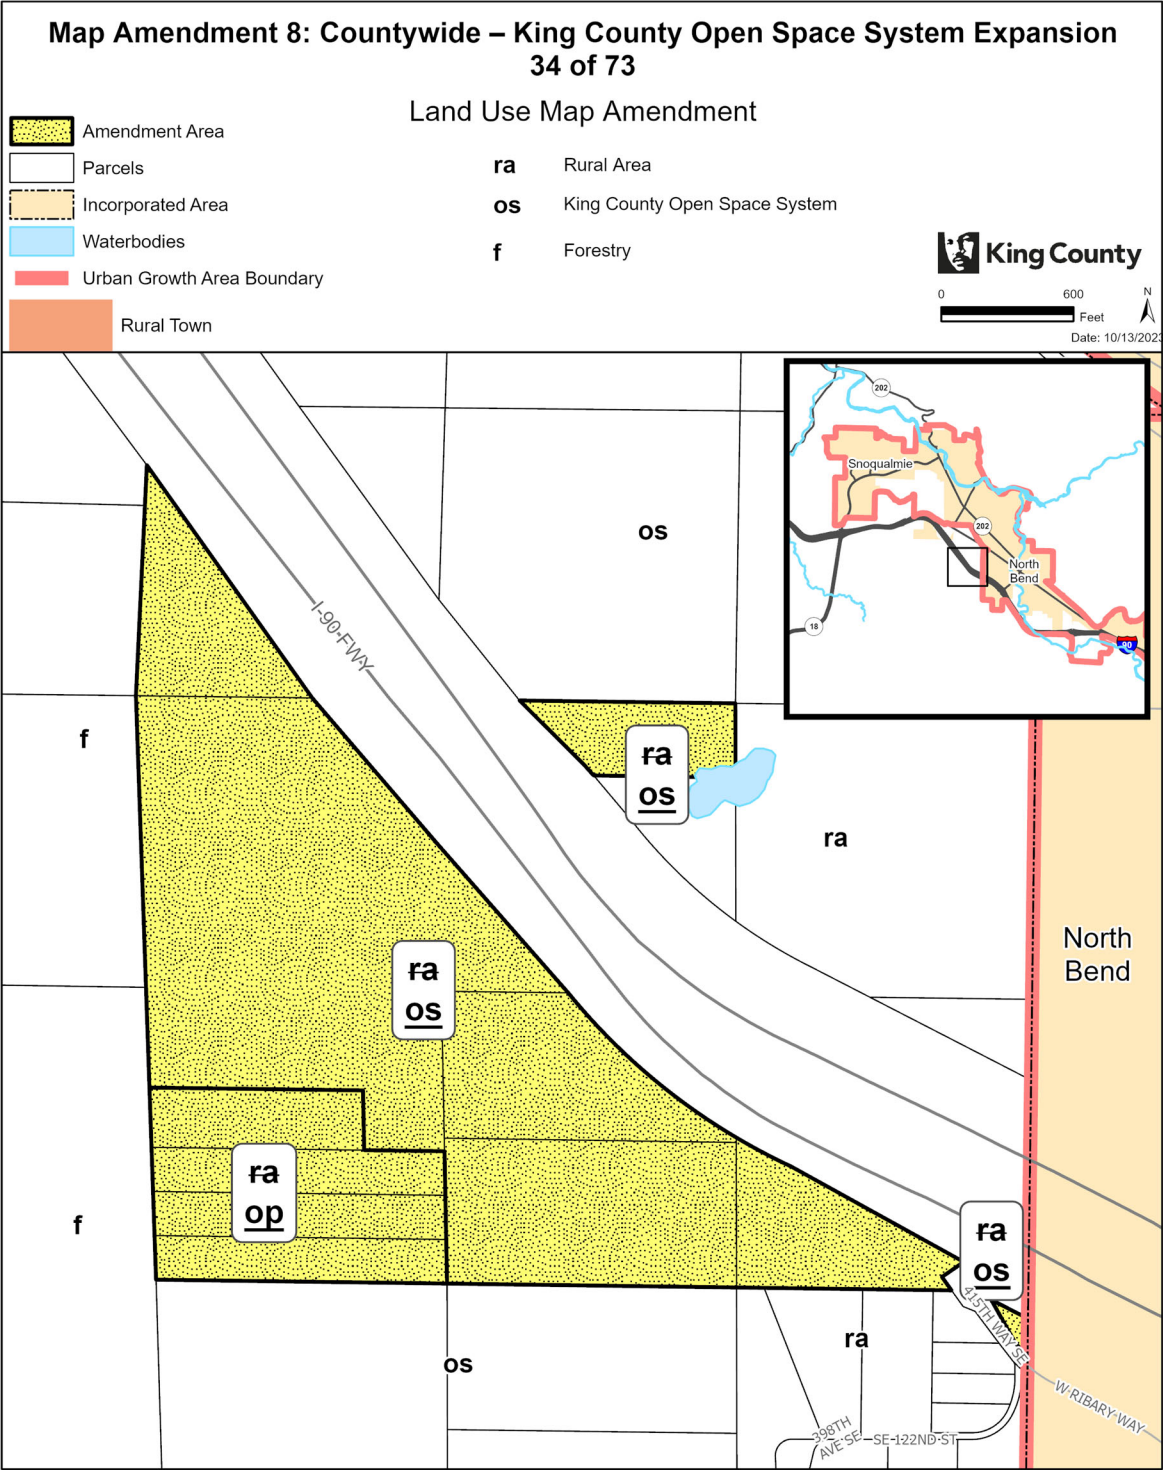 Map Amendment 8: Countywide – King County Open Space System Expansion
34 of 73
Land Use Map Amendment
Amendment Area
Parcels
Incorporated Area
Waterbodies
Urban Growth Area Boundary
Rural Town
ra Rural Area
os King County Open Space System
f Forestry
King County
0 600
Feet
N
Date: 10/13/2023
202
Snoqualmie
202
North
Bend
18
90
os
I-90 FWY
f
ra
os
ra
North
Bend
ra
os
ra
op
f
ra
os
415TH WAY SE
ra
os
W RIBARY WAY
398TH
AVE SE
SE 122ND ST